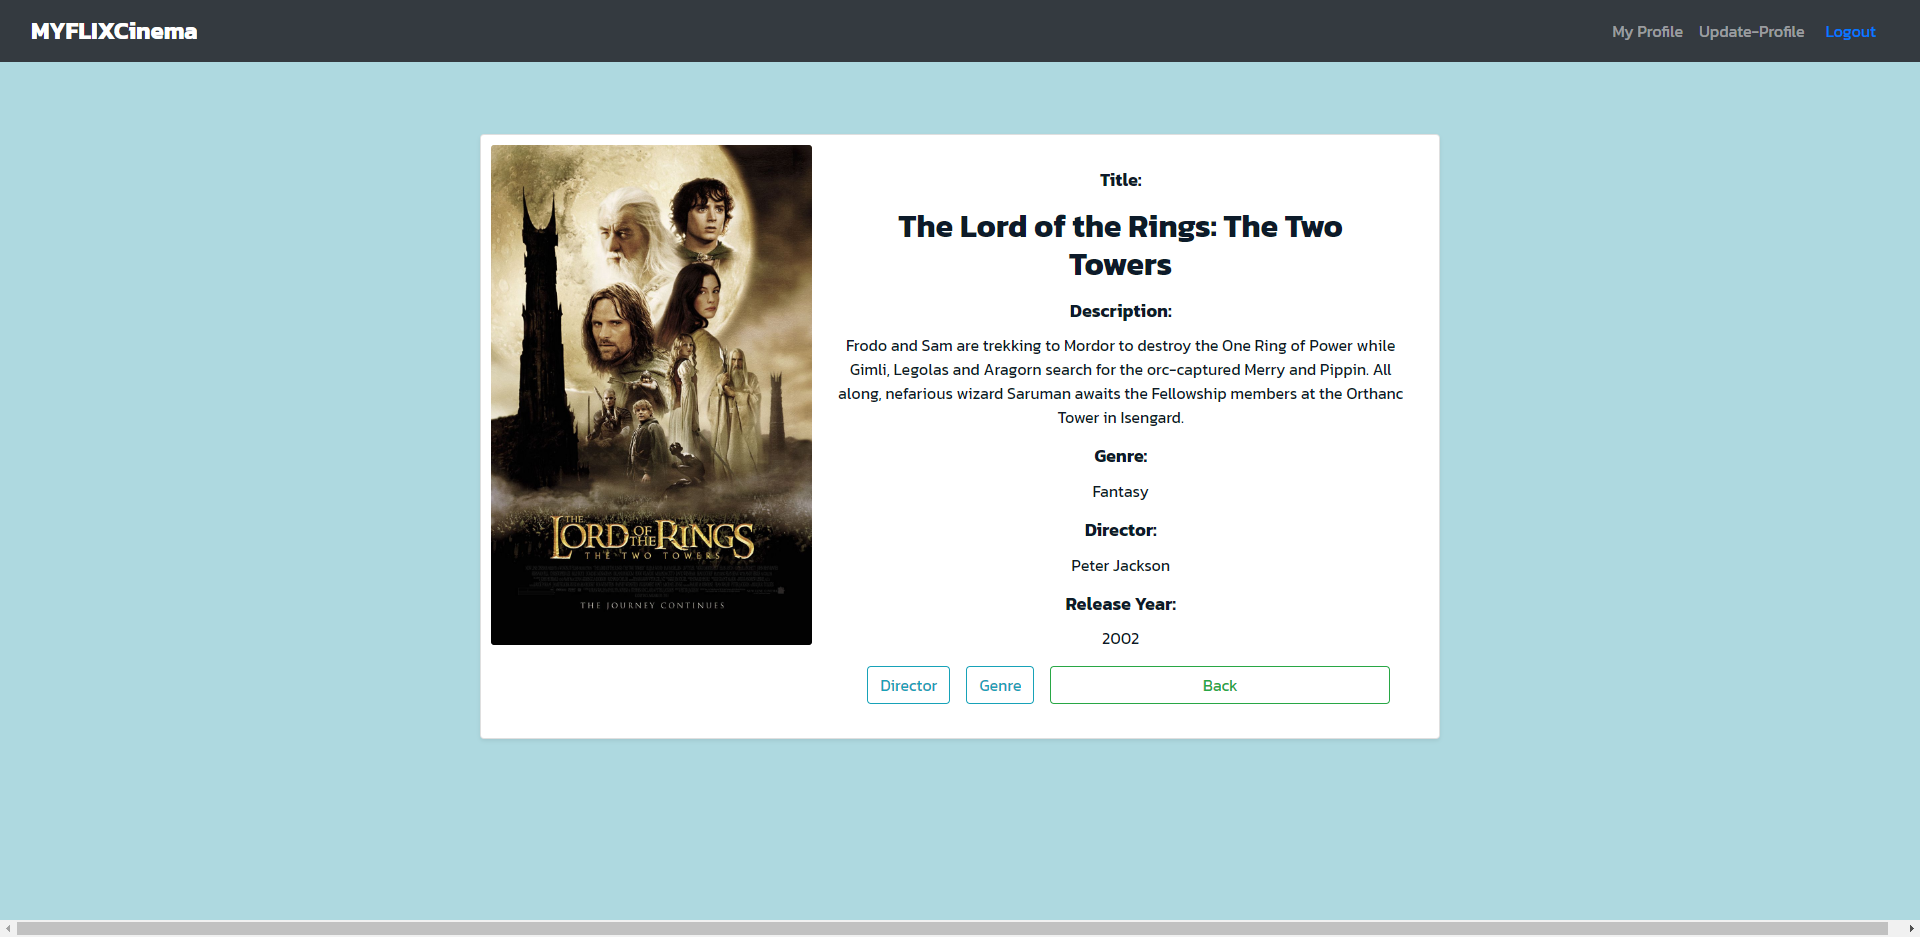 MYFLIXCinema
My Profile Update-Profile Logout
THE
LORD OF THE RINGS
THE TWO TOWERS
THE JOURNEY CONTINUES
Title:
The Lord of the Rings: The Two
Towers
Description:
Frodo and Sam are trekking to Mordor to destroy the One Ring of Power while
Gimli, Legolas and Aragorn search for the orc-captured Merry and Pippin. All
along, nefarious wizard Saruman awaits the Fellowship members at the Orthanc
Tower in Isengard.
Genre:
Fantasy
Director:
Peter Jackson
Release Year:
2002
Director Genre Back